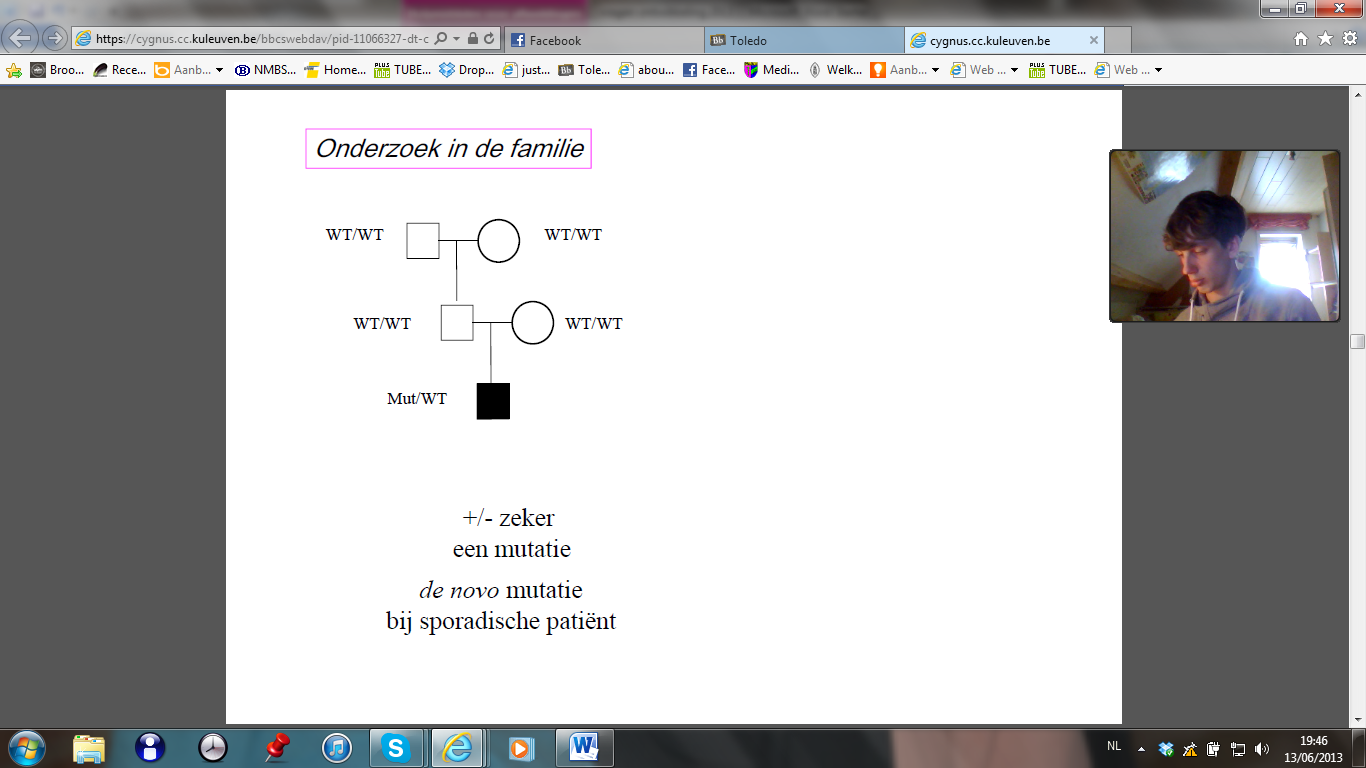 https://cygnus.cc.kuleuven.be/bbcswebdav/pid-11066327-dt-c
Facebook
Toledo
cygnus.cc.kuleuven.be
Broo...
Rece...
Aanb...
NMBS...
Home...
TUBE...
Drop...
just...
Tole...
abou...
Face...
Medi...
Welk...
Aanb...
Web ...
TUBE...
Web ...
Onderzoek in de familie
WT/WT
WT/WT
WT/WT
WT/WT
Mut/WT
+/- zeker
een mutatie
de novo mutatie
bij sporadische patiënt
NL
19:46
13/06/2013